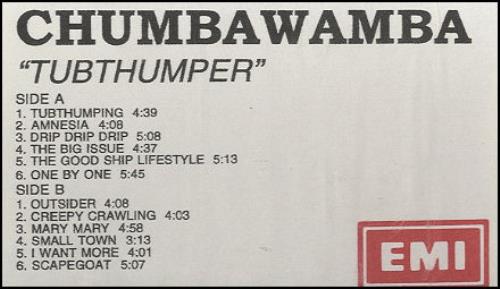 CHUMBAWAMBA
"TUBTHUMPER"
SIDE A
1. TUBTHUMPING 4:39
2. AMNESIA 4:08
3. DRIP DRIP DRIP 5:08
4. THE BIG ISSUE 4:37
5. THE GOOD SHIP LIFESTYLE 5:13
6. ONE BY ONE 5:45
SIDE B
1. OUTSIDER 4:08
2. CREEPY CRAWLING 4:03
3. MARY MARY 4:58
4. SMALL TOWN 3:13
5. I WANT MORE 4:01
6. SCAPEGOAT 5:07
EMI